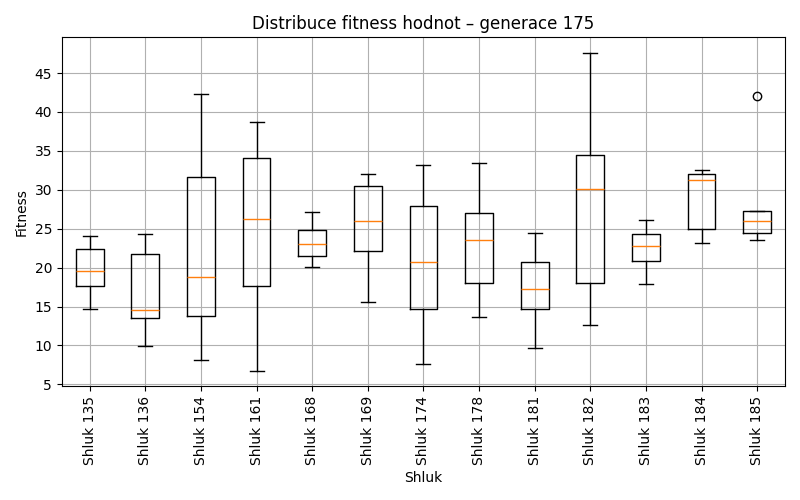 Distribuce fitness hodnot – generace 175
Fitness
45
40
35
30
25
20
15
10
5
Shluk 135
Shluk 136
Shluk 154
Shluk 161
Shluk 168
Shluk 169
Shluk 174
Shluk 178
Shluk 181
Shluk 182
Shluk 183
Shluk 184
Shluk 185
Shluk